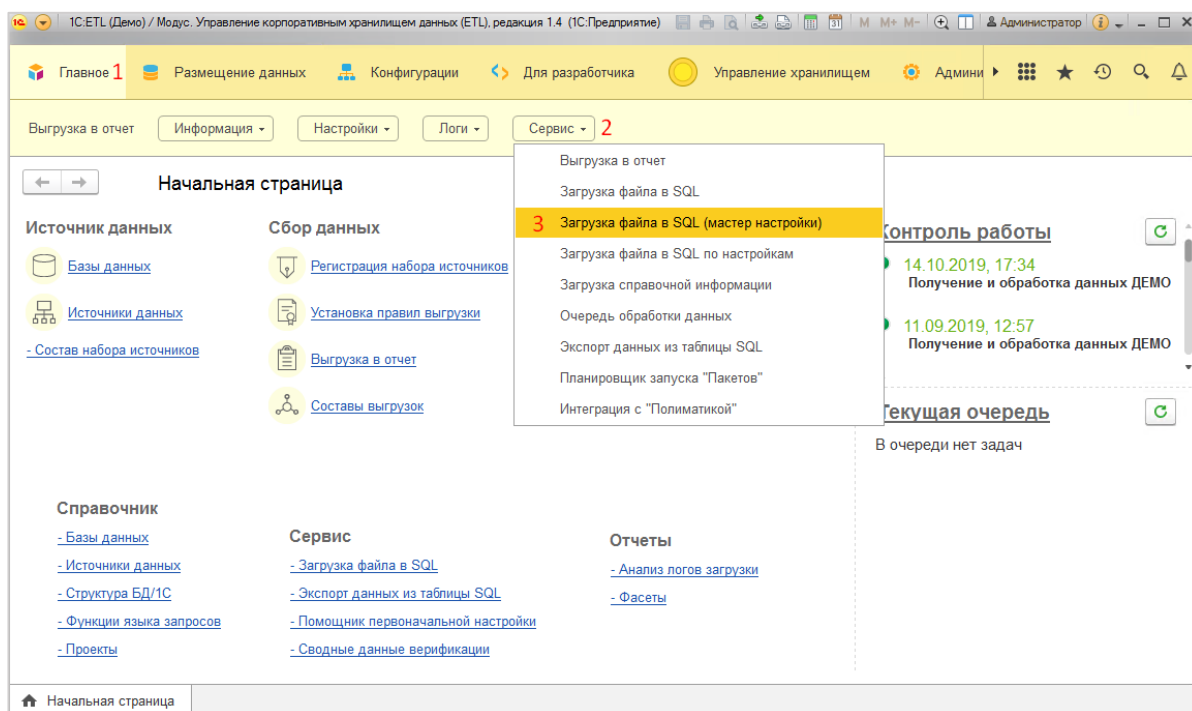 1С:ETL (Демо) / Модус. Управление корпоративным хранилищем данных (ETL), редакция 1.4 (1С:Предприятие) M M+ M- Администратор
Главное 1 Размещение данных Конфигурации Для разработчика Управление хранилищем Админи
Выгрузка в отчет Информация Настройки Логи Сервис 2
Начальная страница
Выгрузка в отчет
Загрузка файла в SQL
3 Загрузка файла в SQL (мастер настройки)
Загрузка файла в SQL по настройкам
Загрузка справочной информации
Очередь обработки данных
Экспорт данных из таблицы SQL
Планировщик запуска "Пакетов"
Интеграция с "Полиматикой"
Источник данных
Базы данных
Источники данных
- Состав набора источников
Сбор данных
Регистрация набора источников
Установка правил выгрузки
Выгрузка в отчет
Составы выгрузок
Контроль работы
14.10.2019, 17:34
Получение и обработка данных ДЕМО
11.09.2019, 12:57
Получение и обработка данных ДЕМО
Текущая очередь
В очереди нет задач
Справочник
- Базы данных
- Источники данных
- Структура БД/1С
- Функции языка запросов
- Проекты
Сервис
- Загрузка файла в SQL
- Экспорт данных из таблицы SQL
- Помощник первоначальной настройки
- Сводные данные верификации
Отчеты
- Анализ логов загрузки
- Фасеты
Начальная страница